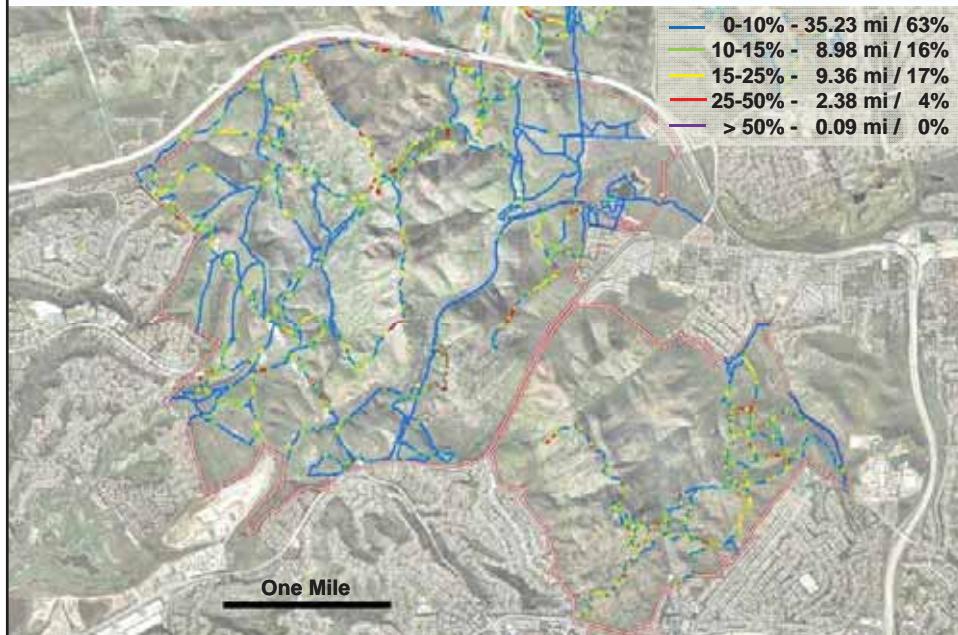 0-10% - 35.23 mi / 63%
10-15% - 8.98 mi / 16%
15-25% - 9.36 mi / 17%
25-50% - 2.38 mi / 4%
> 50% - 0.09 mi / 0%
One Mile